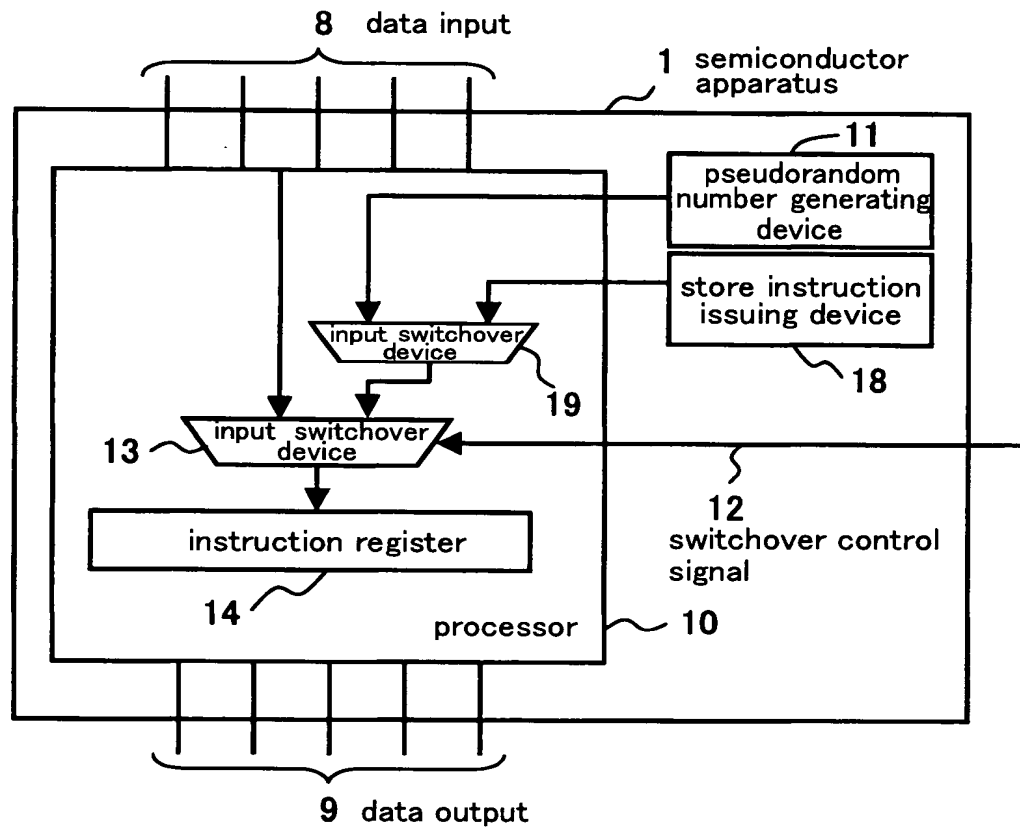 8 data input
1 semiconductor
apparatus
11
pseudorandom
number generating
device
store instruction
issuing device
18
input switchover
device
19
input switchover
device
13
12
switchover control
signal
instruction register
14
processor
10
9 data output